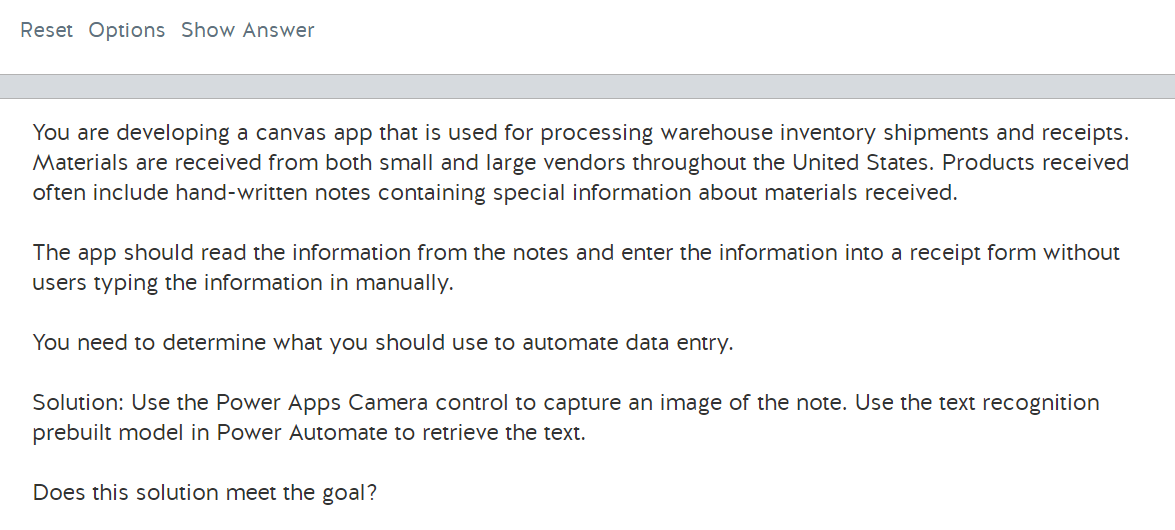 Reset Options Show Answer
You are developing a canvas app that is used for processing warehouse inventory shipments and receipts.
Materials are received from both small and large vendors throughout the United States. Products received
often include hand-written notes containing special information about materials received.
The app should read the information from the notes and enter the information into a receipt form without
users typing the information in manually.
You need to determine what you should use to automate data entry.
Solution: Use the Power Apps Camera control to capture an image of the note. Use the text recognition
prebuilt model in Power Automate to retrieve the text.
Does this solution meet the goal?